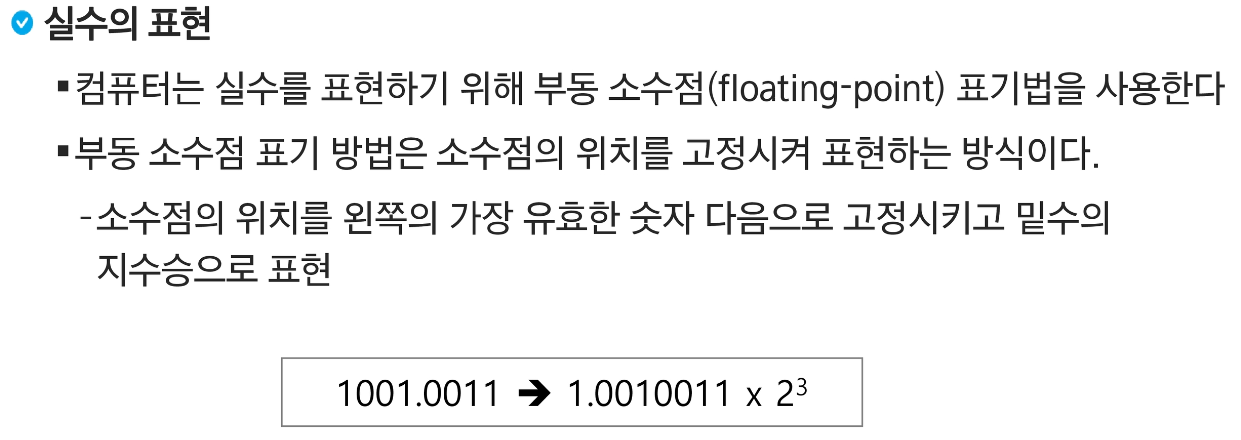 실수의 표현
▪컴퓨터는 실수를 표현하기 위해 부동 소수점(floating-point) 표기법을 사용한다
▪부동 소수점 표기 방법은 소수점의 위치를 고정시켜 표현하는 방식이다.
-소수점의 위치를 왼쪽의 가장 유효한 숫자 다음으로 고정시키고 밑수의
지수승으로 표현
1001.0011 ➔ 1.0010011 x 2³